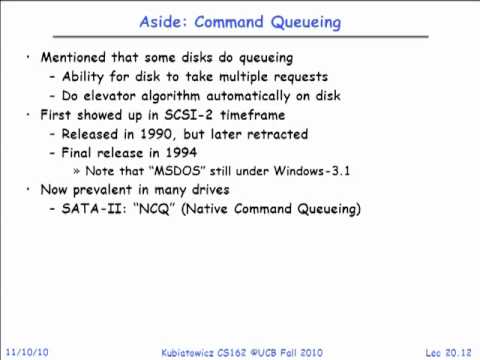 Aside: Command Queueing
• Mentioned that some disks do queueing
– Ability for disk to take multiple requests
– Do elevator algorithm automatically on disk
• First showed up in SCSI-2 timeframe
– Released in 1990, but later retracted
– Final release in 1994
» Note that “MSDOS” still under Windows-3.1
• Now prevalent in many drives
– SATA-II: “NCQ” (Native Command Queueing)
11/10/10 Kubiatowicz CS162 @UCB Fall 2010 Lec 20.12